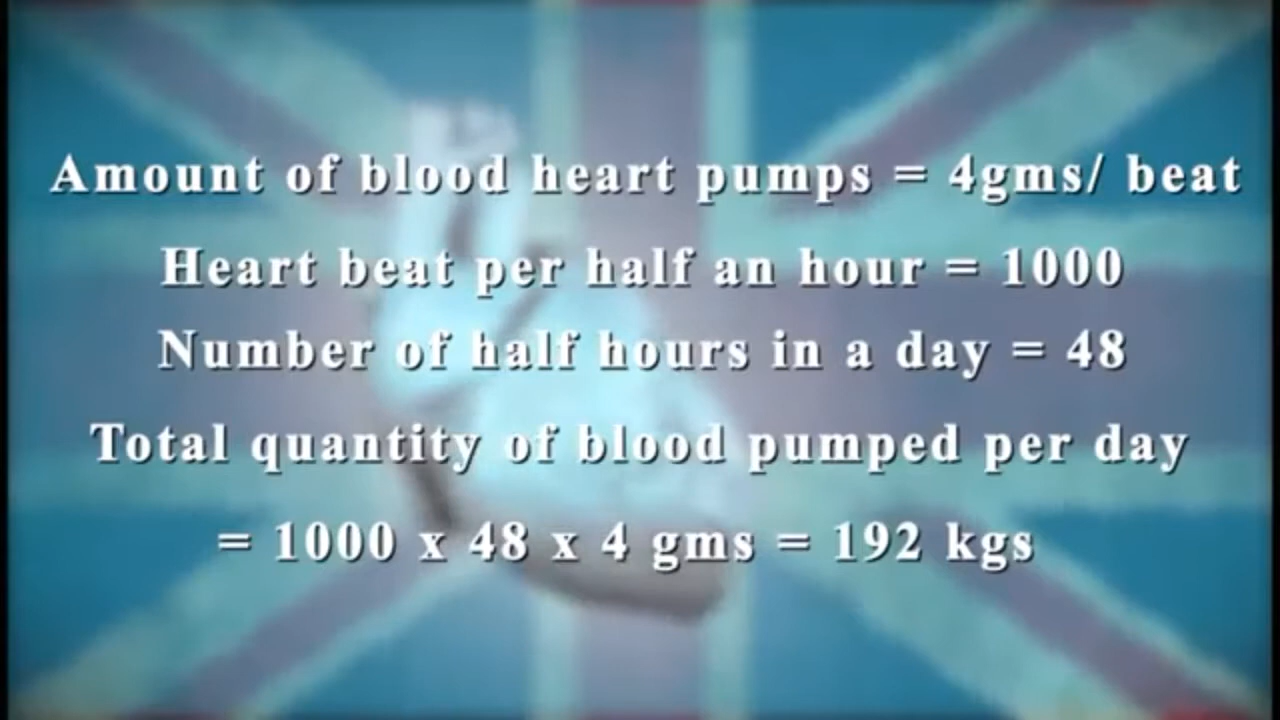 Amount of blood heart pumps = 4gms/ beat
Heart beat per half an hour = 1000
Number of half hours in a day = 48
Total quantity of blood pumped per day
= 1000 x 48 x 4 gms = 192 kgs